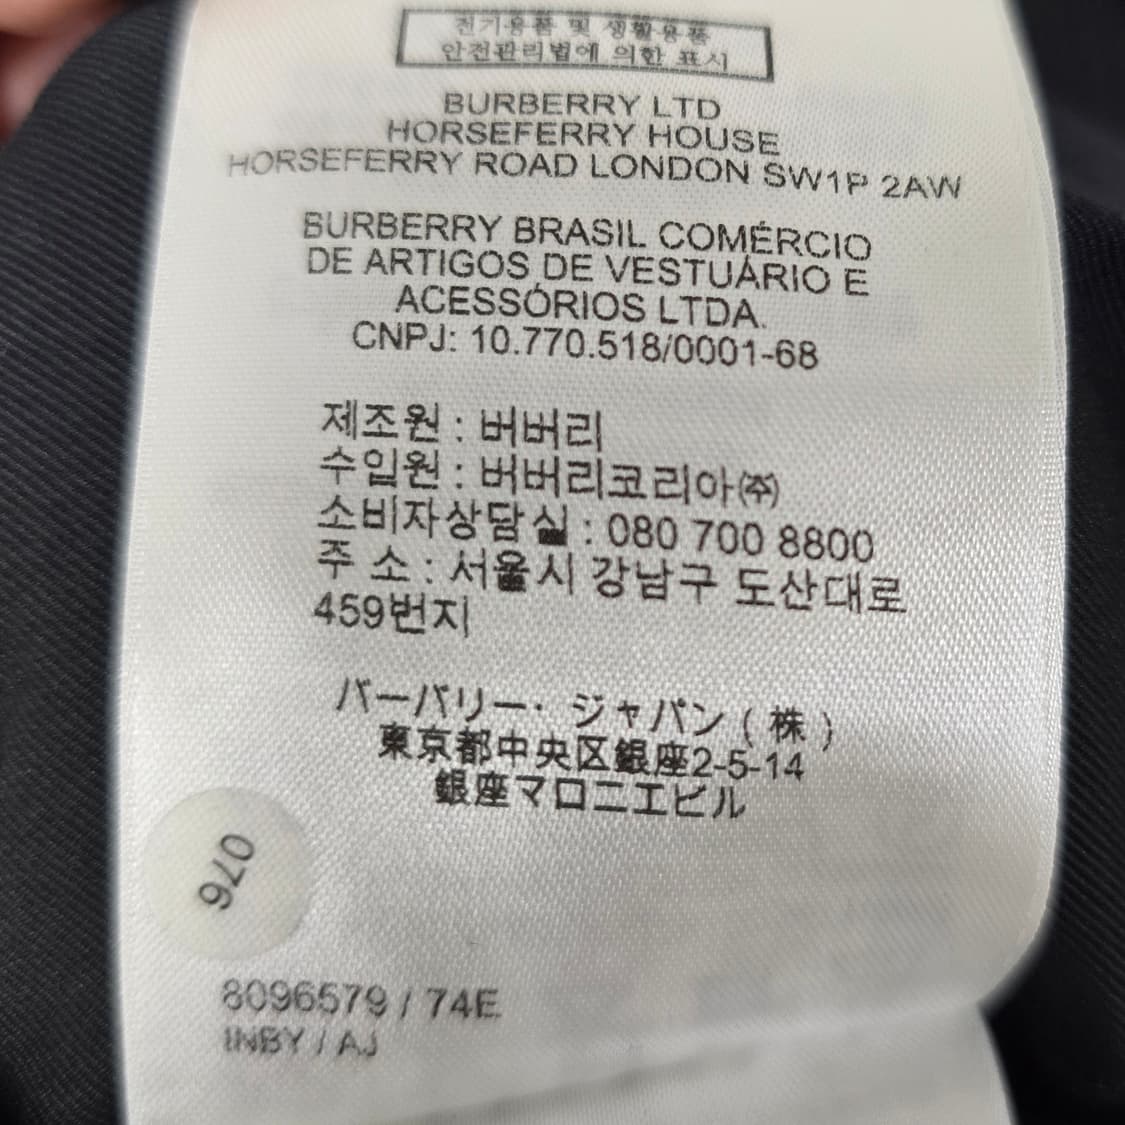 전기용품 및 생활용품
안전관리법에 의한 표시
BURBERRY LTD
HORSEFERRY HOUSE
HORSEFERRY ROAD LONDON SW1P 2AW
BURBERRY BRASIL COMÉRCIO
DE ARTIGOS DE VESTUÁRIO E
ACESSÓRIOS LTDA.
CNPJ: 10.770.518/0001-68
제조원 : 버버리
수입원 : 버버리코리아㈜
소비자상담실 : 080 700 8800
주 소 : 서울시 강남구 도산대로
459번지
バーバリー・ジャパン ( 株 )
東京都中央区銀座2-5-14
銀座マロニエビル
076
8096579 / 74E
INBY / AJ